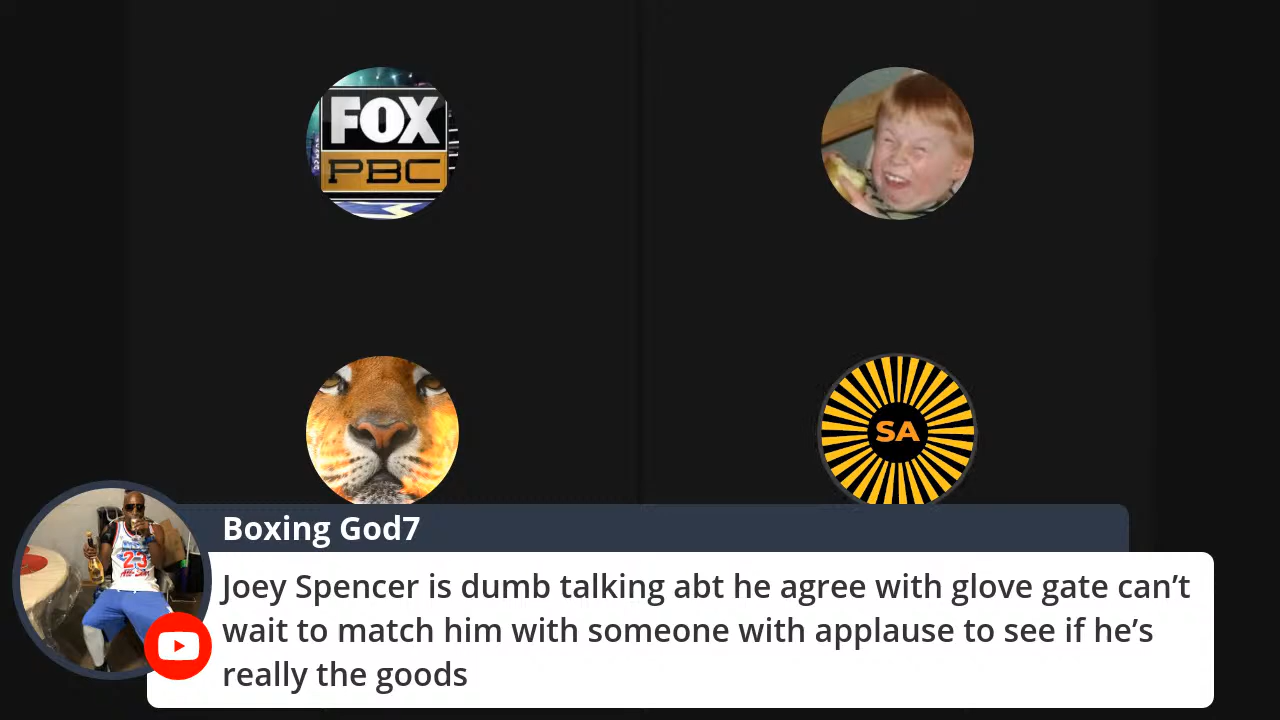 FOX
PBC
SA
Boxing God7
23
Joey Spencer is dumb talking abt he agree with glove gate can’t
wait to match him with someone with applause to see if he’s
really the goods